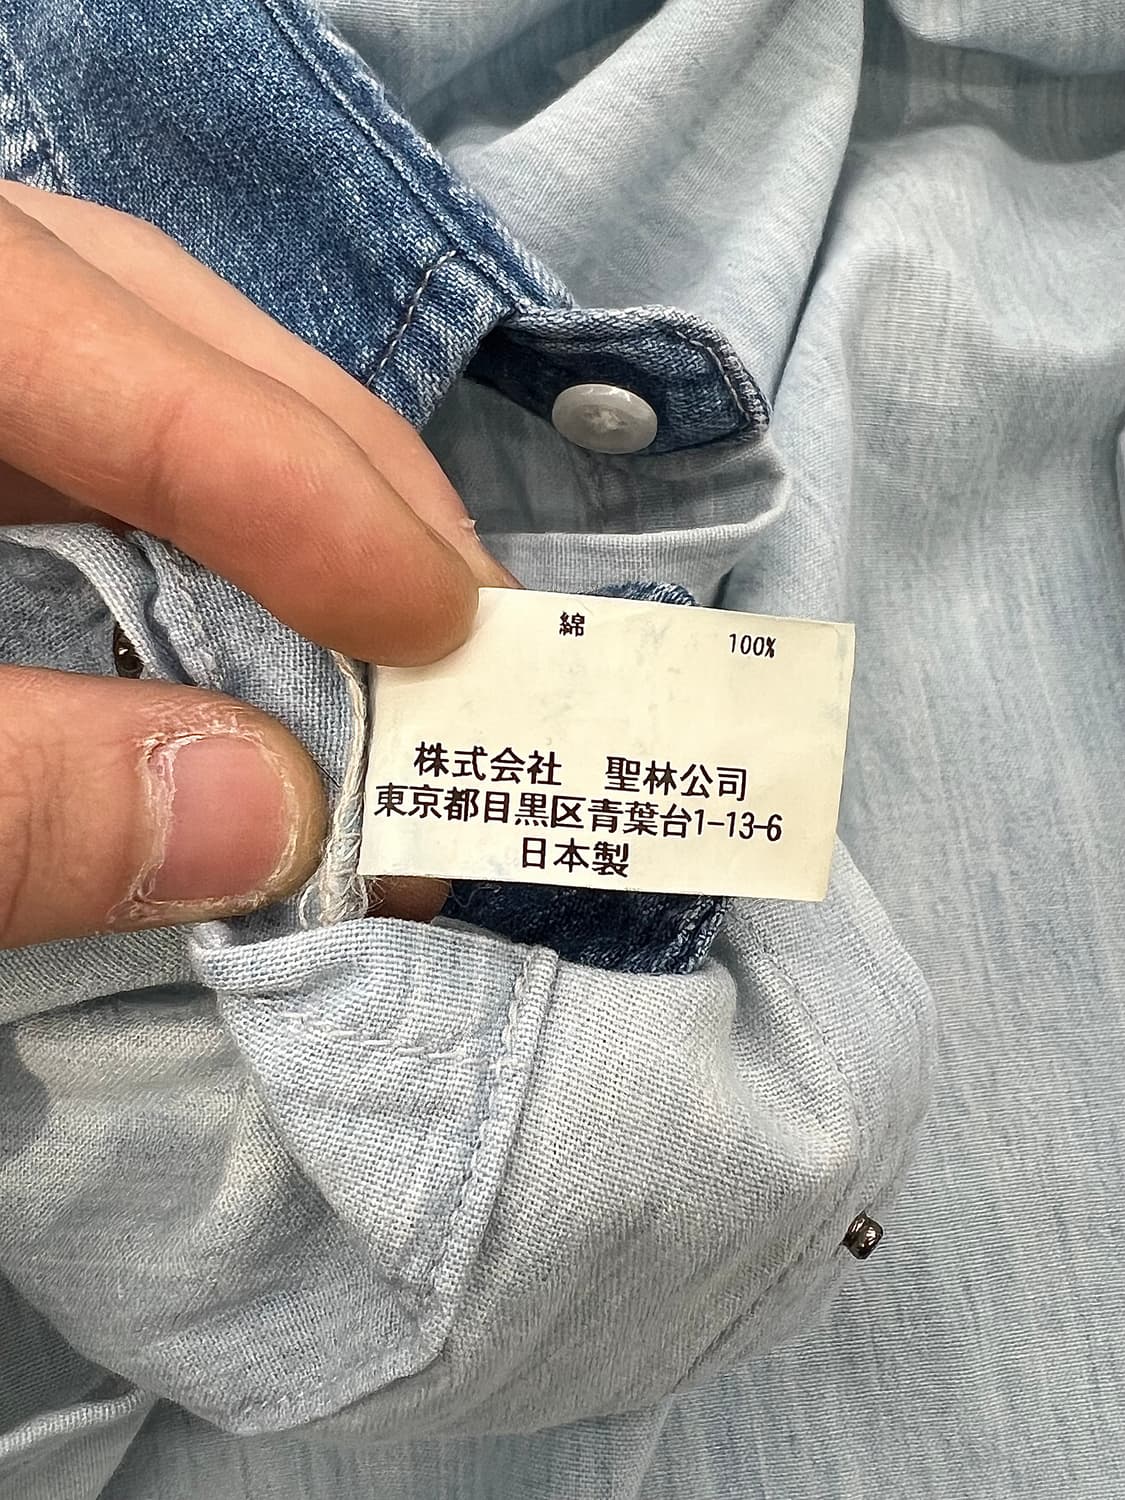 綿 100%
株式会社 聖林公司
東京都目黒区青葉台1-13-6
日本製